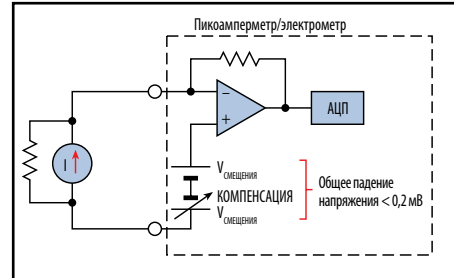 Пикоамперметр/электрометр
−
+
АЦП
I
V СМЕЩЕНИЯ
КОМПЕНСАЦИЯ
V СМЕЩЕНИЯ
Общее падение
напряжения < 0,2 мВ